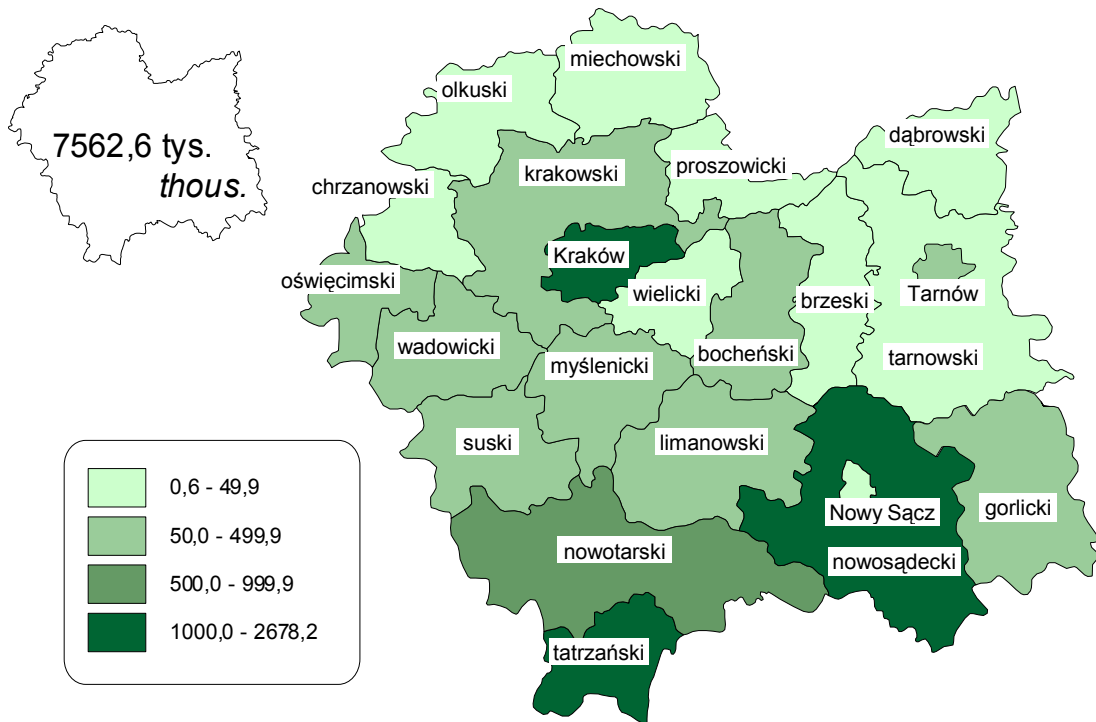 7562,6 tys.
thous.
miechowski
olkuski
dąbrowski
proszowicki
krakowski
chrzanowski
Kraków
oświęcimski
wielicki
brzeski
Tarnów
wadowicki
myślenicki
bocheński
tarnowski
suski
limanowski
Nowy Sącz
gorlicki
nowotarski
nowosądecki
tatrzański
0,6 - 49,9
50,0 - 499,9
500,0 - 999,9
1000,0 - 2678,2